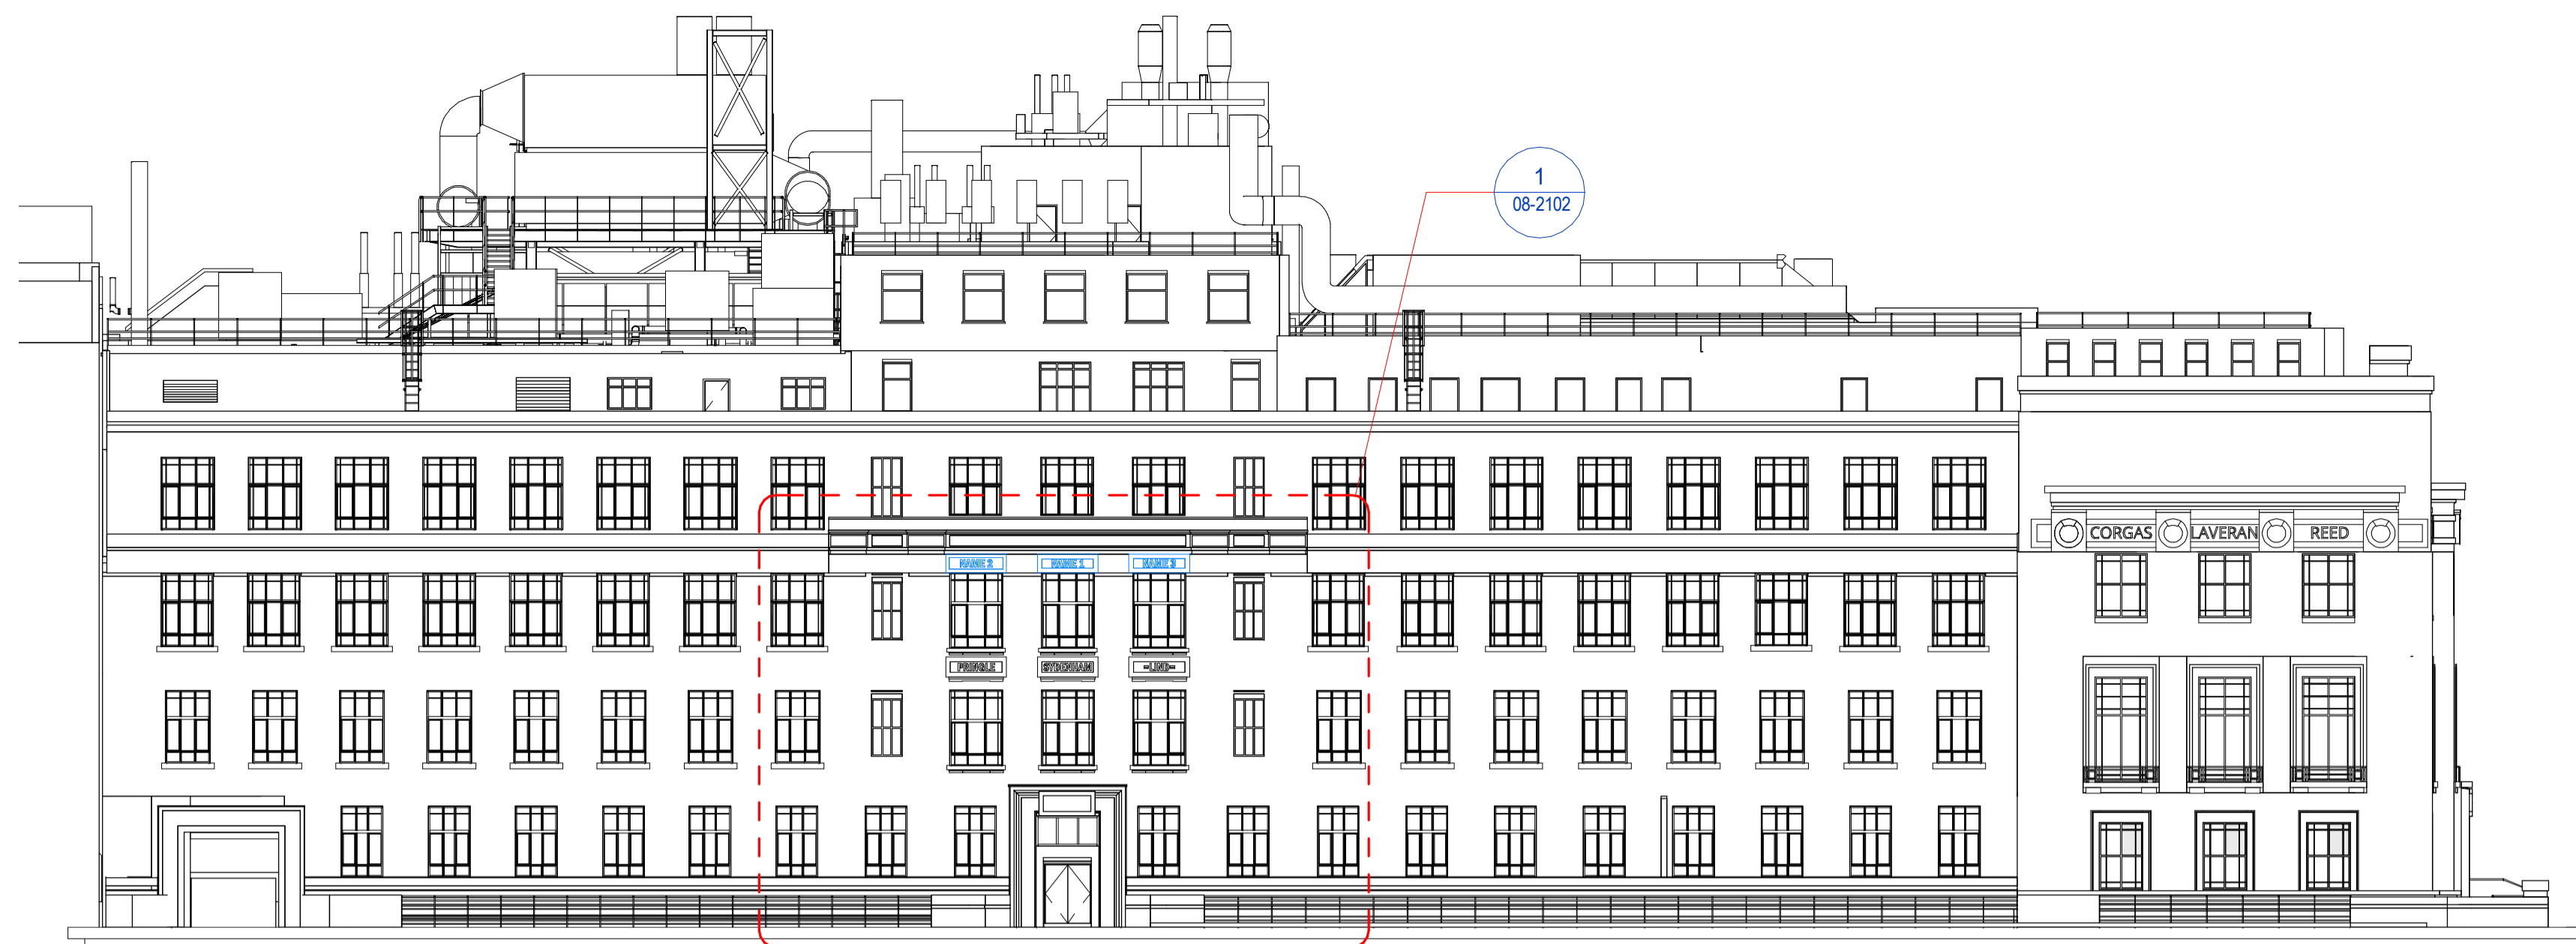 1
08-2102
CORGAS LAVERAN REED
NAME 2 NAME 1 NAME 3
PRINGLE SYDENHAM -LIND-